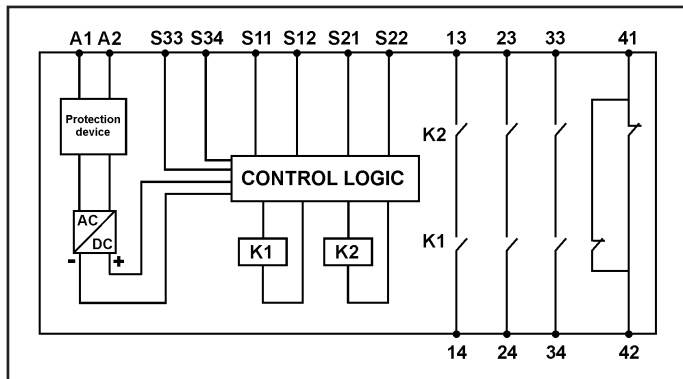 A1 A2 S33 S34 S11 S12 S21 S22 13 23 33 41
Protection
device
K2
CONTROL LOGIC
AC
DC
- +
K1 K2
K1
14 24 34 42